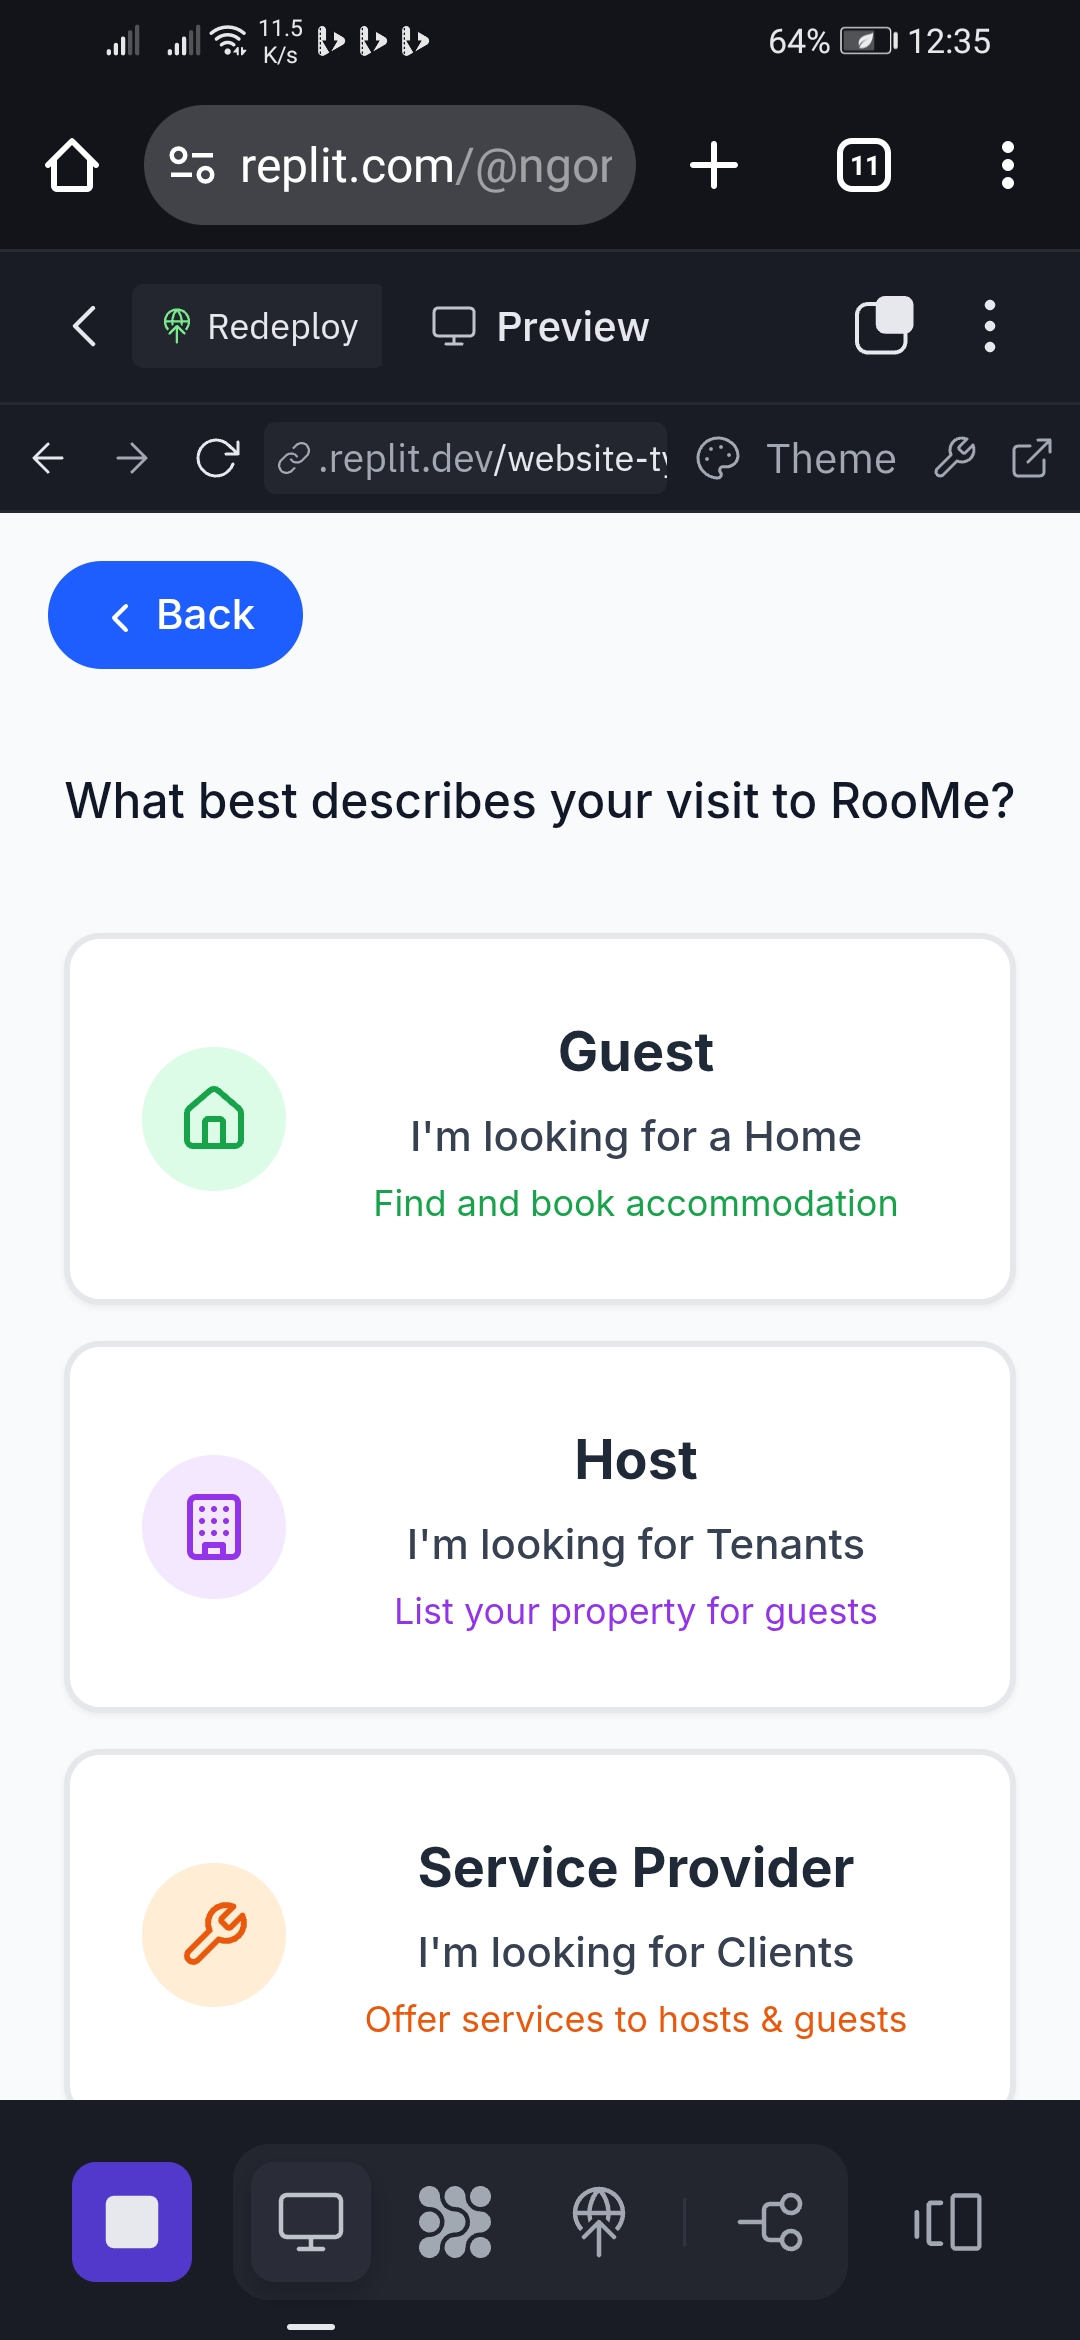 11.5
K/s
64%
12:35
replit.com/@ngor
11
Redeploy
Preview
.replit.dev/website-ty
Theme
Back
What best describes your visit to RooMe?
Guest
I'm looking for a Home
Find and book accommodation
Host
I'm looking for Tenants
List your property for guests
Service Provider
I'm looking for Clients
Offer services to hosts & guests